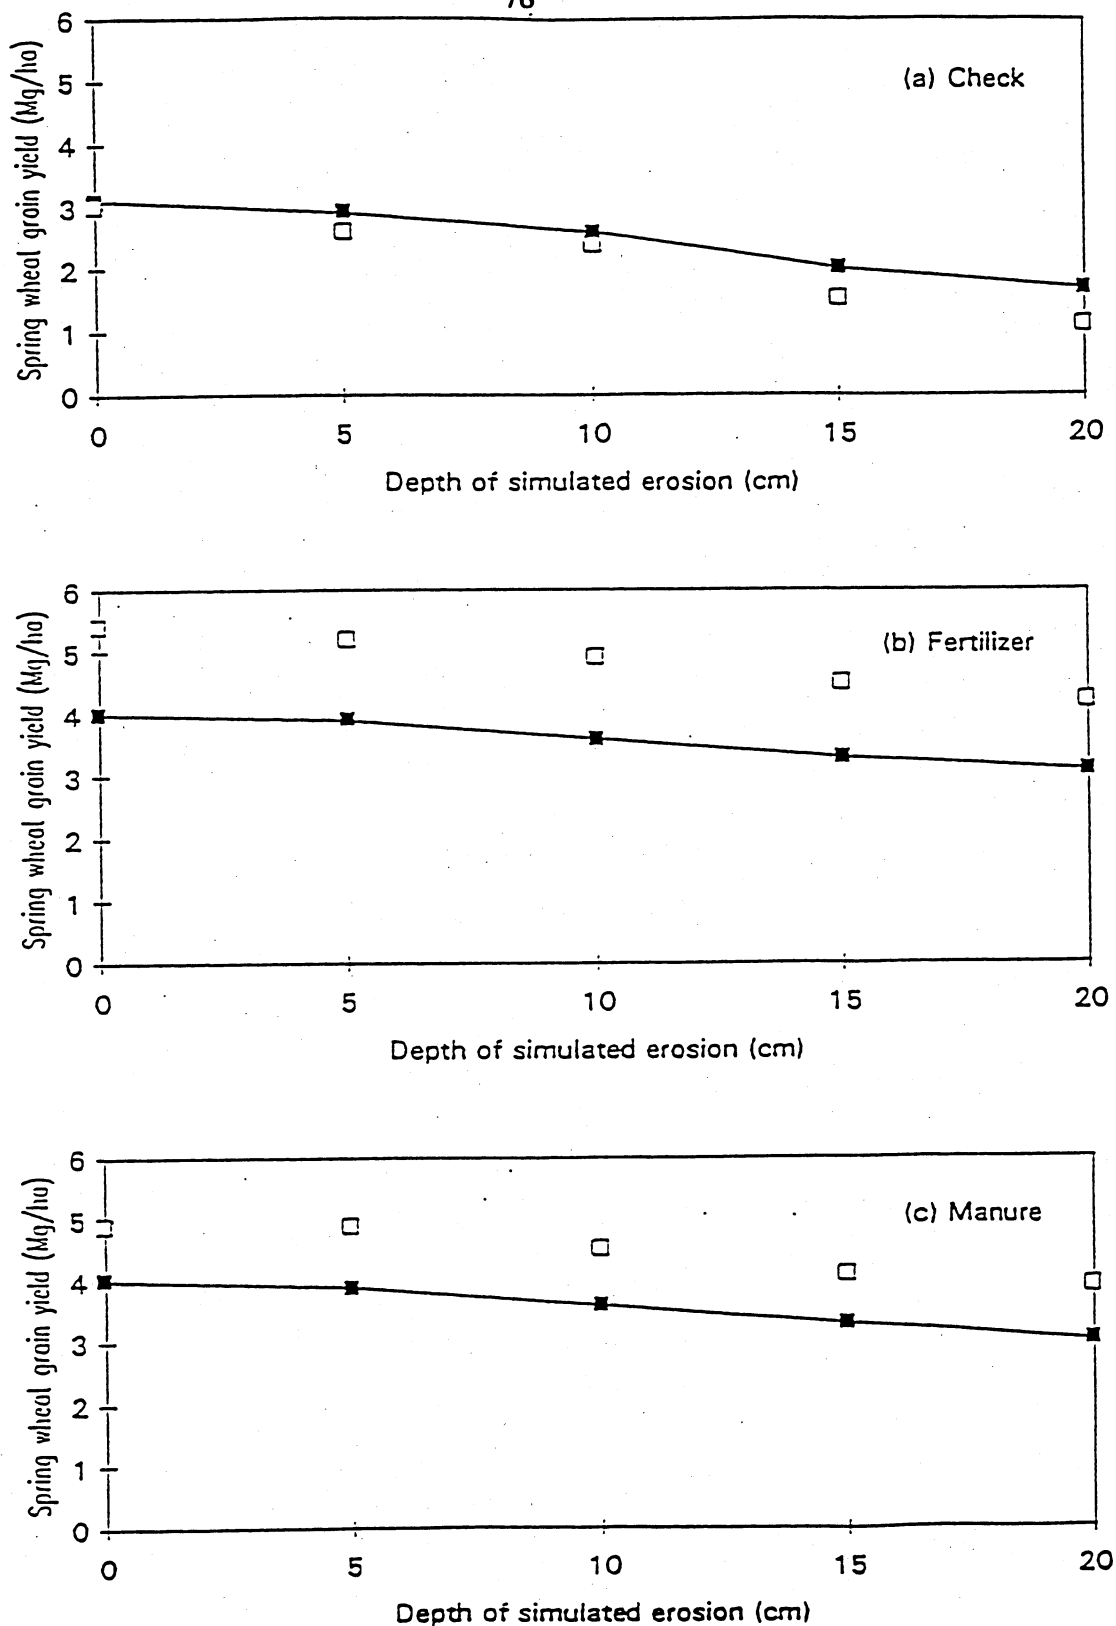 76
6
(a) Check
5
4
3
2
1
0
Spring wheat grain yield (Mg/ha)
0 5 10 15 20
Depth of simulated erosion (cm)
6
(b) Fertilizer
5
4
3
2
1
0
Spring wheat grain yield (Mg/ha)
0 5 10 15 20
Depth of simulated erosion (cm)
6
(c) Manure
5
4
3
2
1
0
Spring wheat grain yield (Mg/ha)
0 5 10 15 20
Depth of simulated erosion (cm)